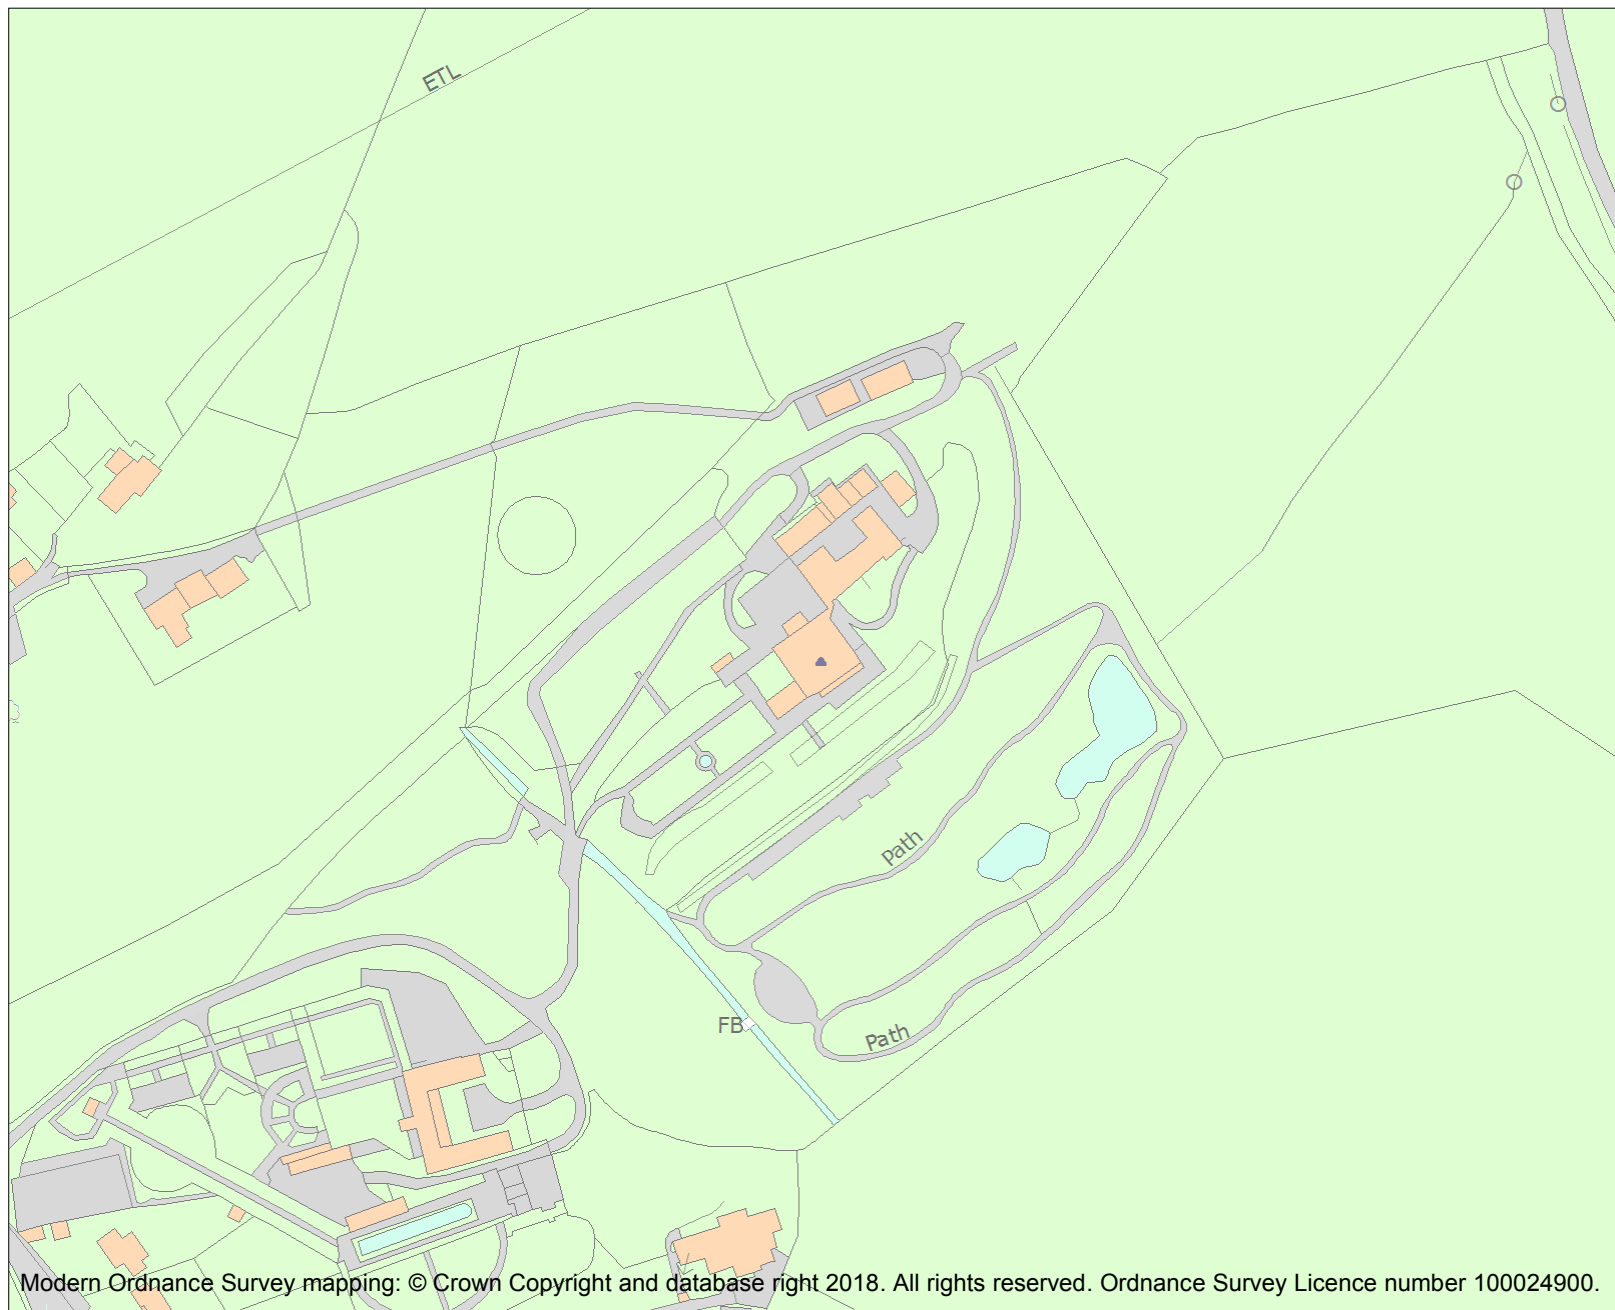 ETL
Path
FB
Path
Modern Ordnance Survey mapping: © Crown Copyright and database right 2018. All rights reserved. Ordnance Survey Licence number 100024900.